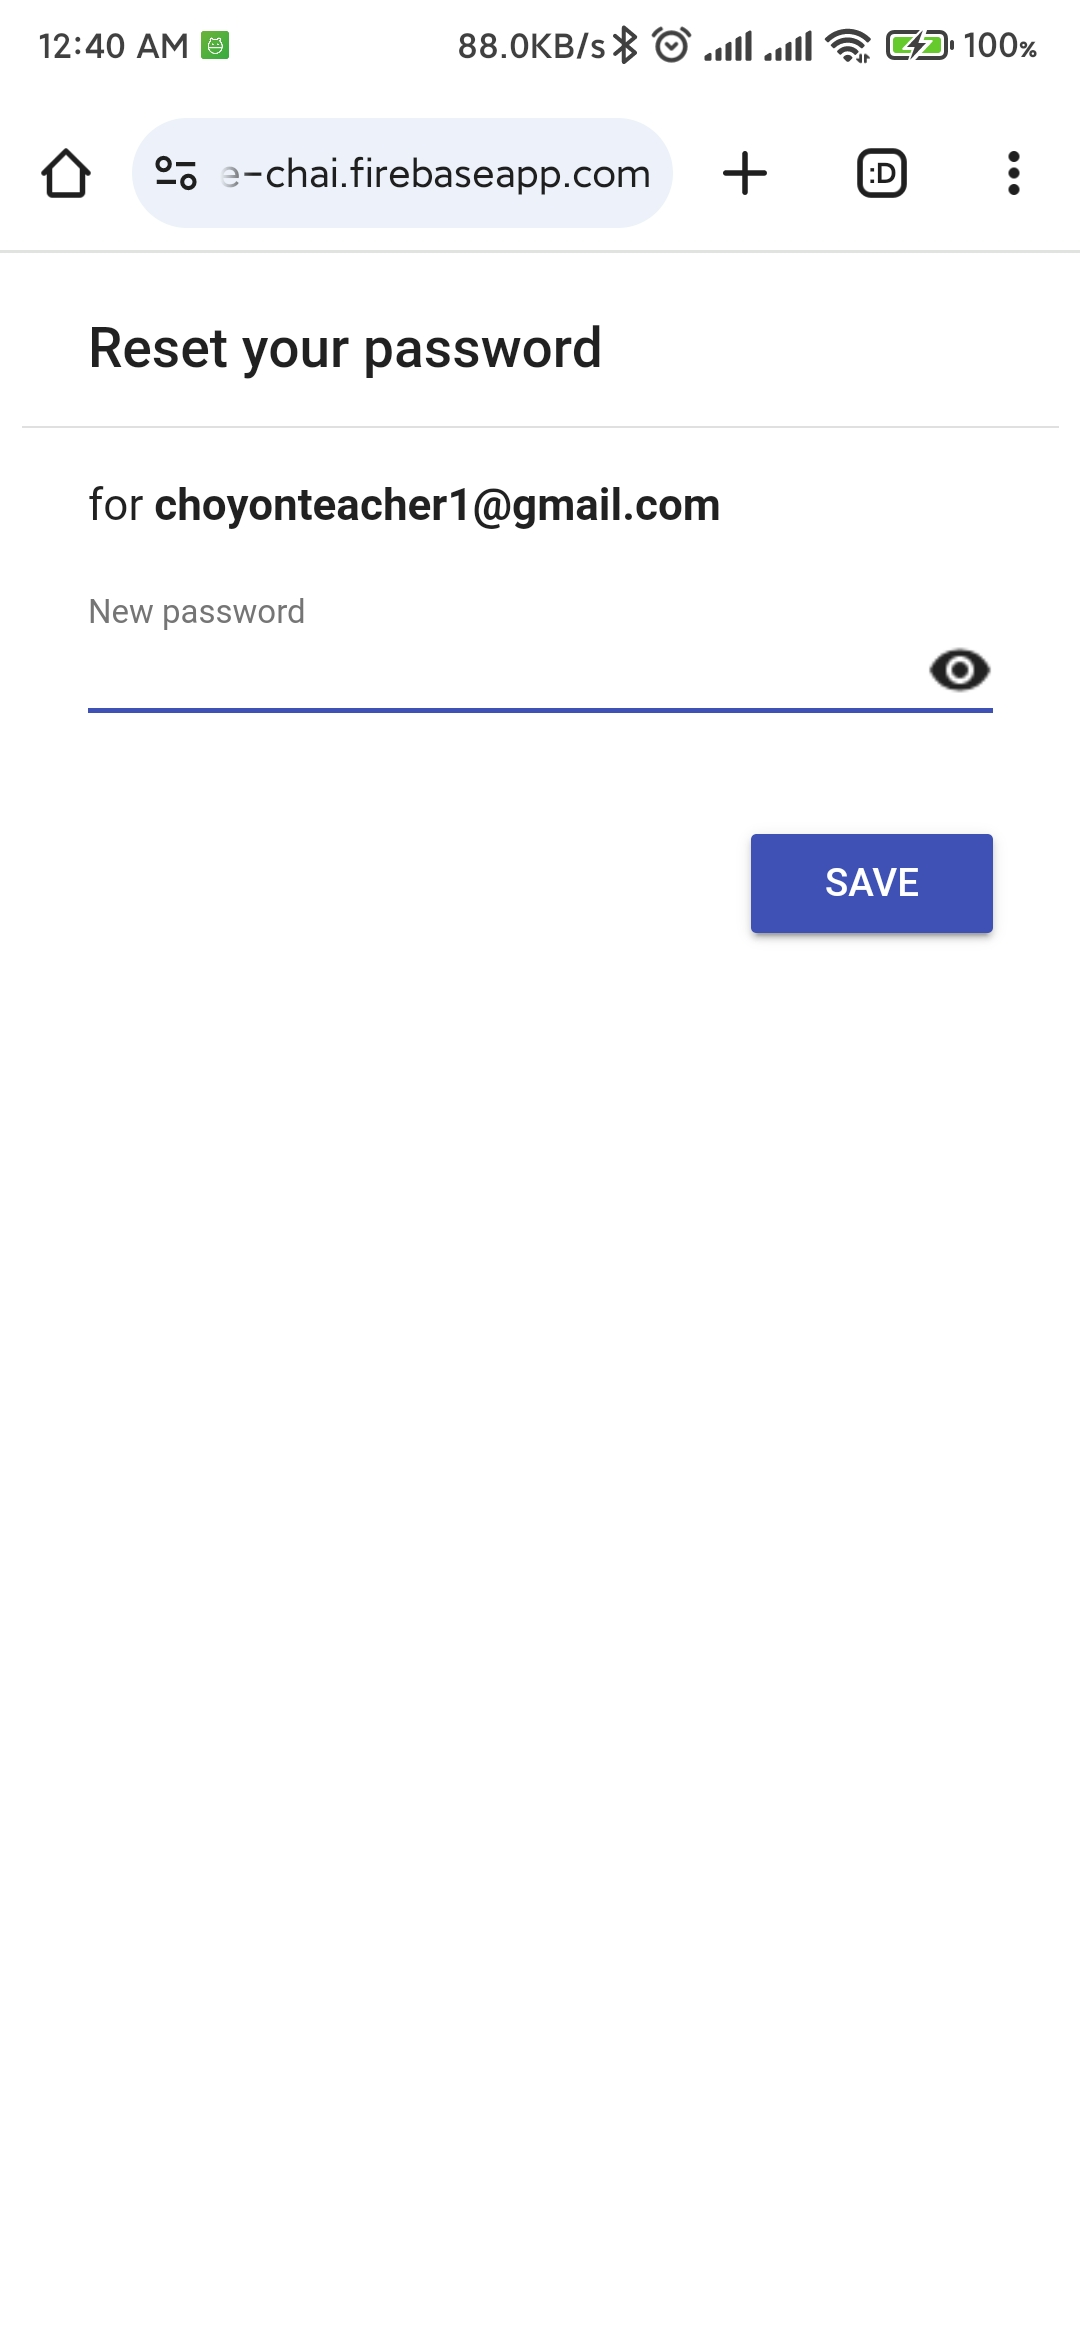 12:40 AM 88.0KB/s 100%
e-chai.firebaseapp.com :D
Reset your password
for choyonteacher1@gmail.com
New password
SAVE